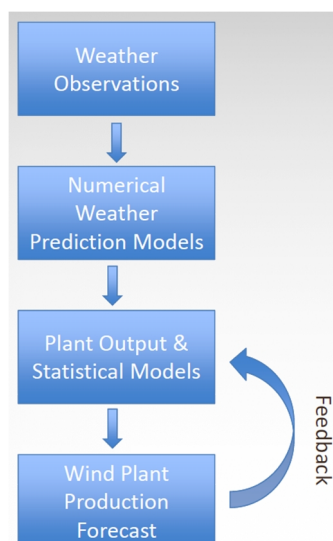 Weather
Observations
Numerical
Weather
Prediction Models
Plant Output &
Statistical Models
Feedback
Wind Plant
Production
Forecast